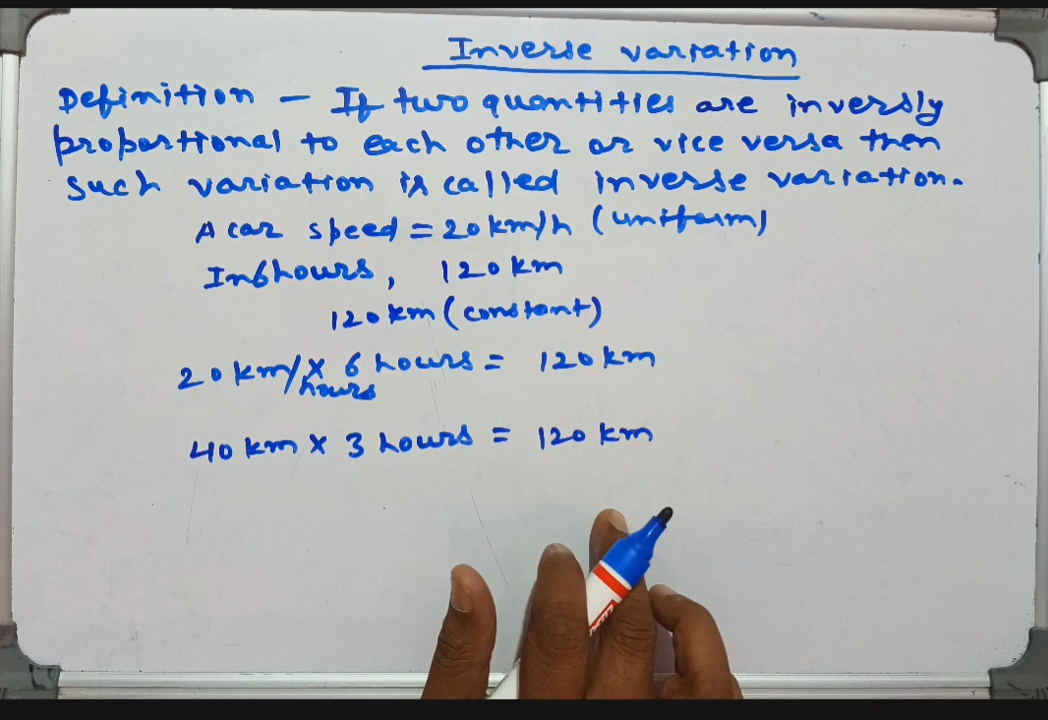 Inverse variation
Definition - If two quantities are inversly
proportional to each other or vice versa then
such variation is called inverse variation.
A car speed = 20 km/h (uniform)
In 6 hours, 120 km
120 km (constant)
20 km/hours × 6 hours = 120 km
40 km × 3 hours = 120 km